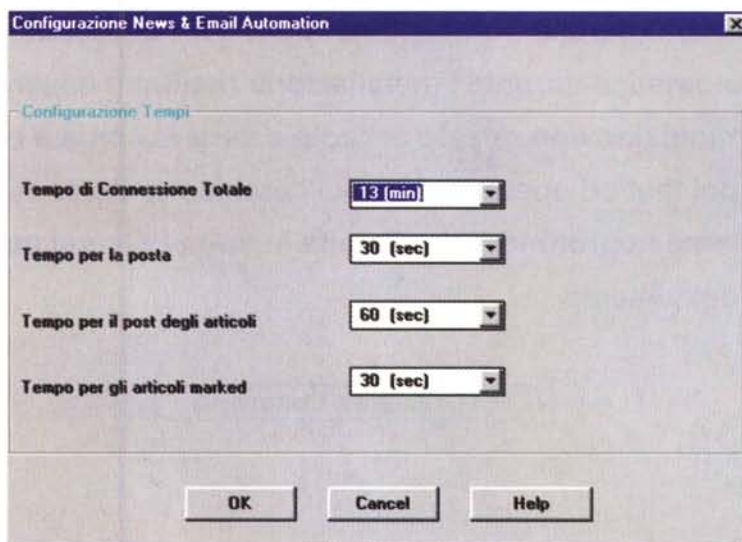 Configurazione News & Email Automation
Configurazione Tempi
Tempo di Connessione Totale 13 (min)
Tempo per la posta 30 (sec)
Tempo per il post degli articoli 60 (sec)
Tempo per gli articoli marked 30 (sec)
OK Cancel Help